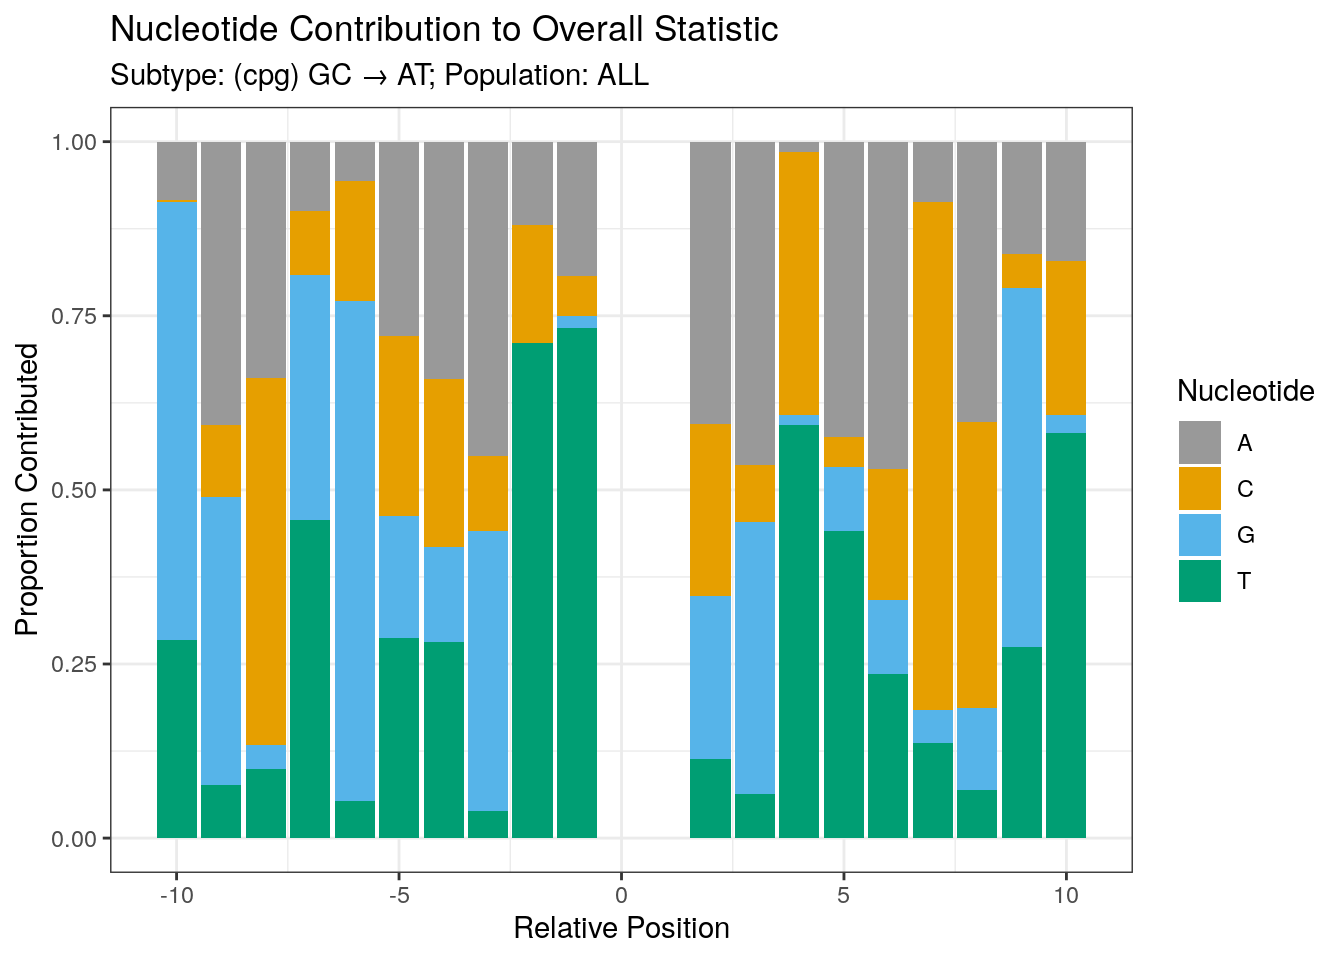 Nucleotide Contribution to Overall Statistic
Subtype: (cpg) GC → AT; Population: ALL
1.00
0.75
0.50
0.25
0.00
Proportion Contributed
-10
-5
0
5
10
Relative Position
Nucleotide
A
C
G
T